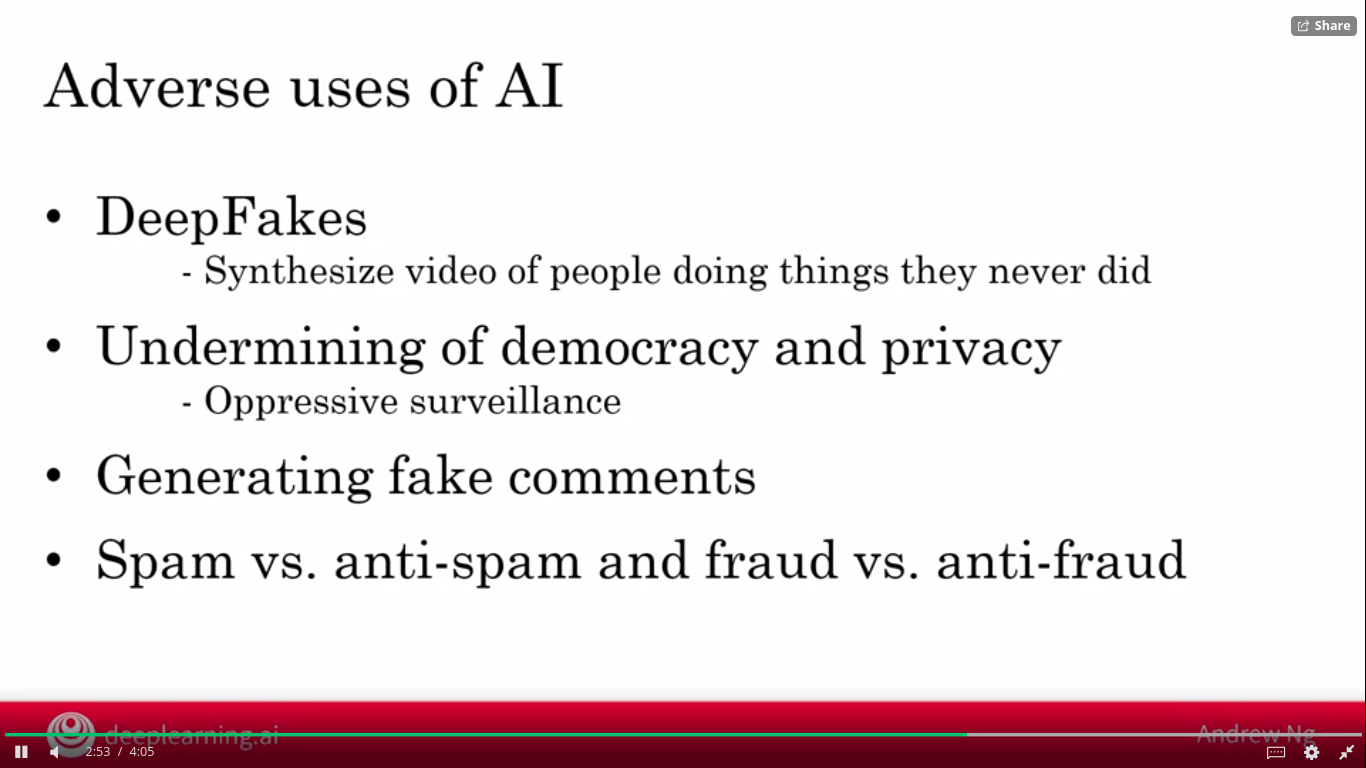 Share
Adverse uses of AI
• DeepFakes
- Synthesize video of people doing things they never did
• Undermining of democracy and privacy
- Oppressive surveillance
• Generating fake comments
• Spam vs. anti-spam and fraud vs. anti-fraud
deeplearning.ai
Andrew Ng
2:53 / 4:05